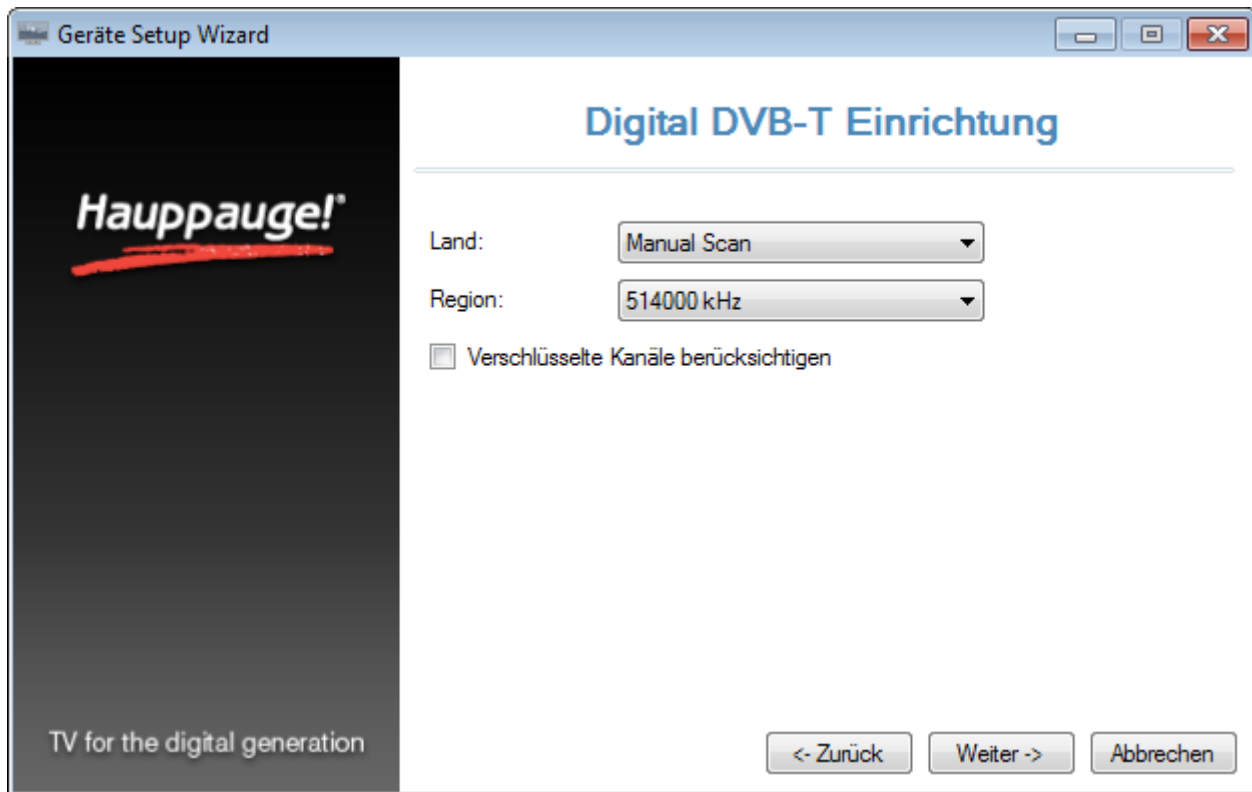 Geräte Setup Wizard
Digital DVB-T Einrichtung
Hauppauge!®
Land: Manual Scan
Region: 514000 kHz
Verschlüsselte Kanäle berücksichtigen
TV for the digital generation
<- Zurück Weiter -> Abbrechen